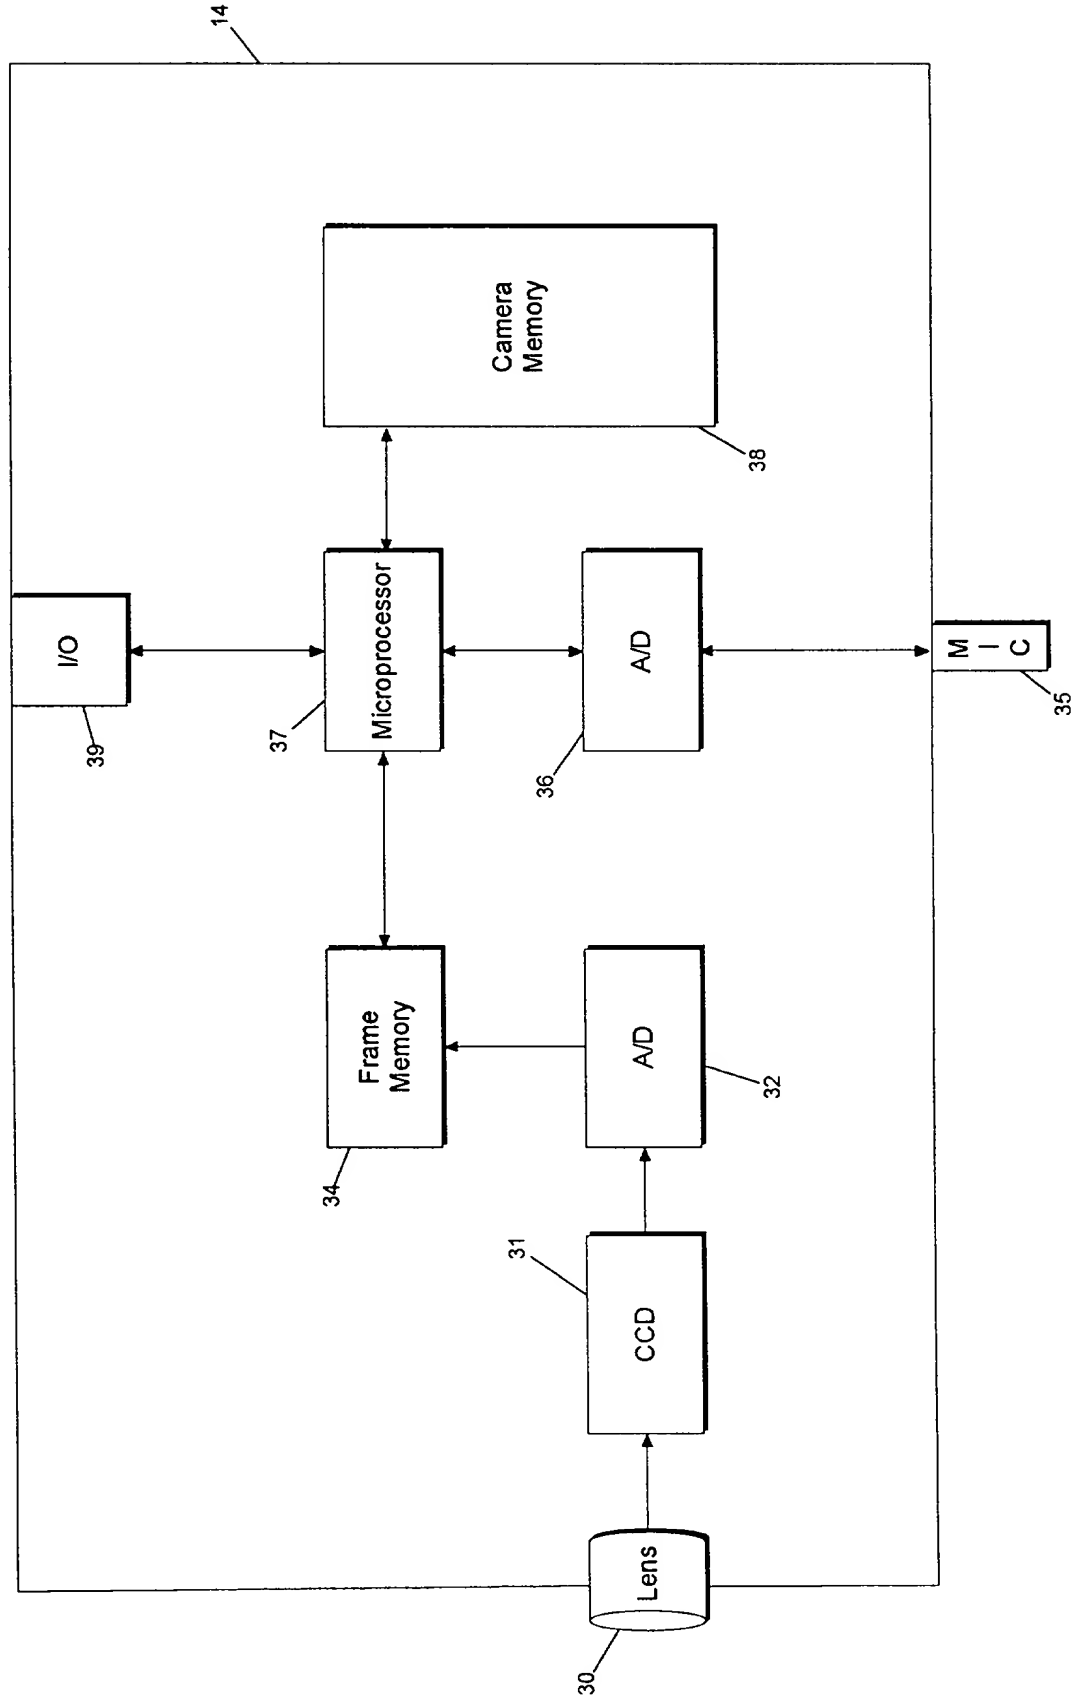 14
I/O
39
37
Microprocessor
Camera
Memory
38
36
A/D
M
I
C
35
34
Frame
Memory
A/D
32
31
CCD
30
Lens